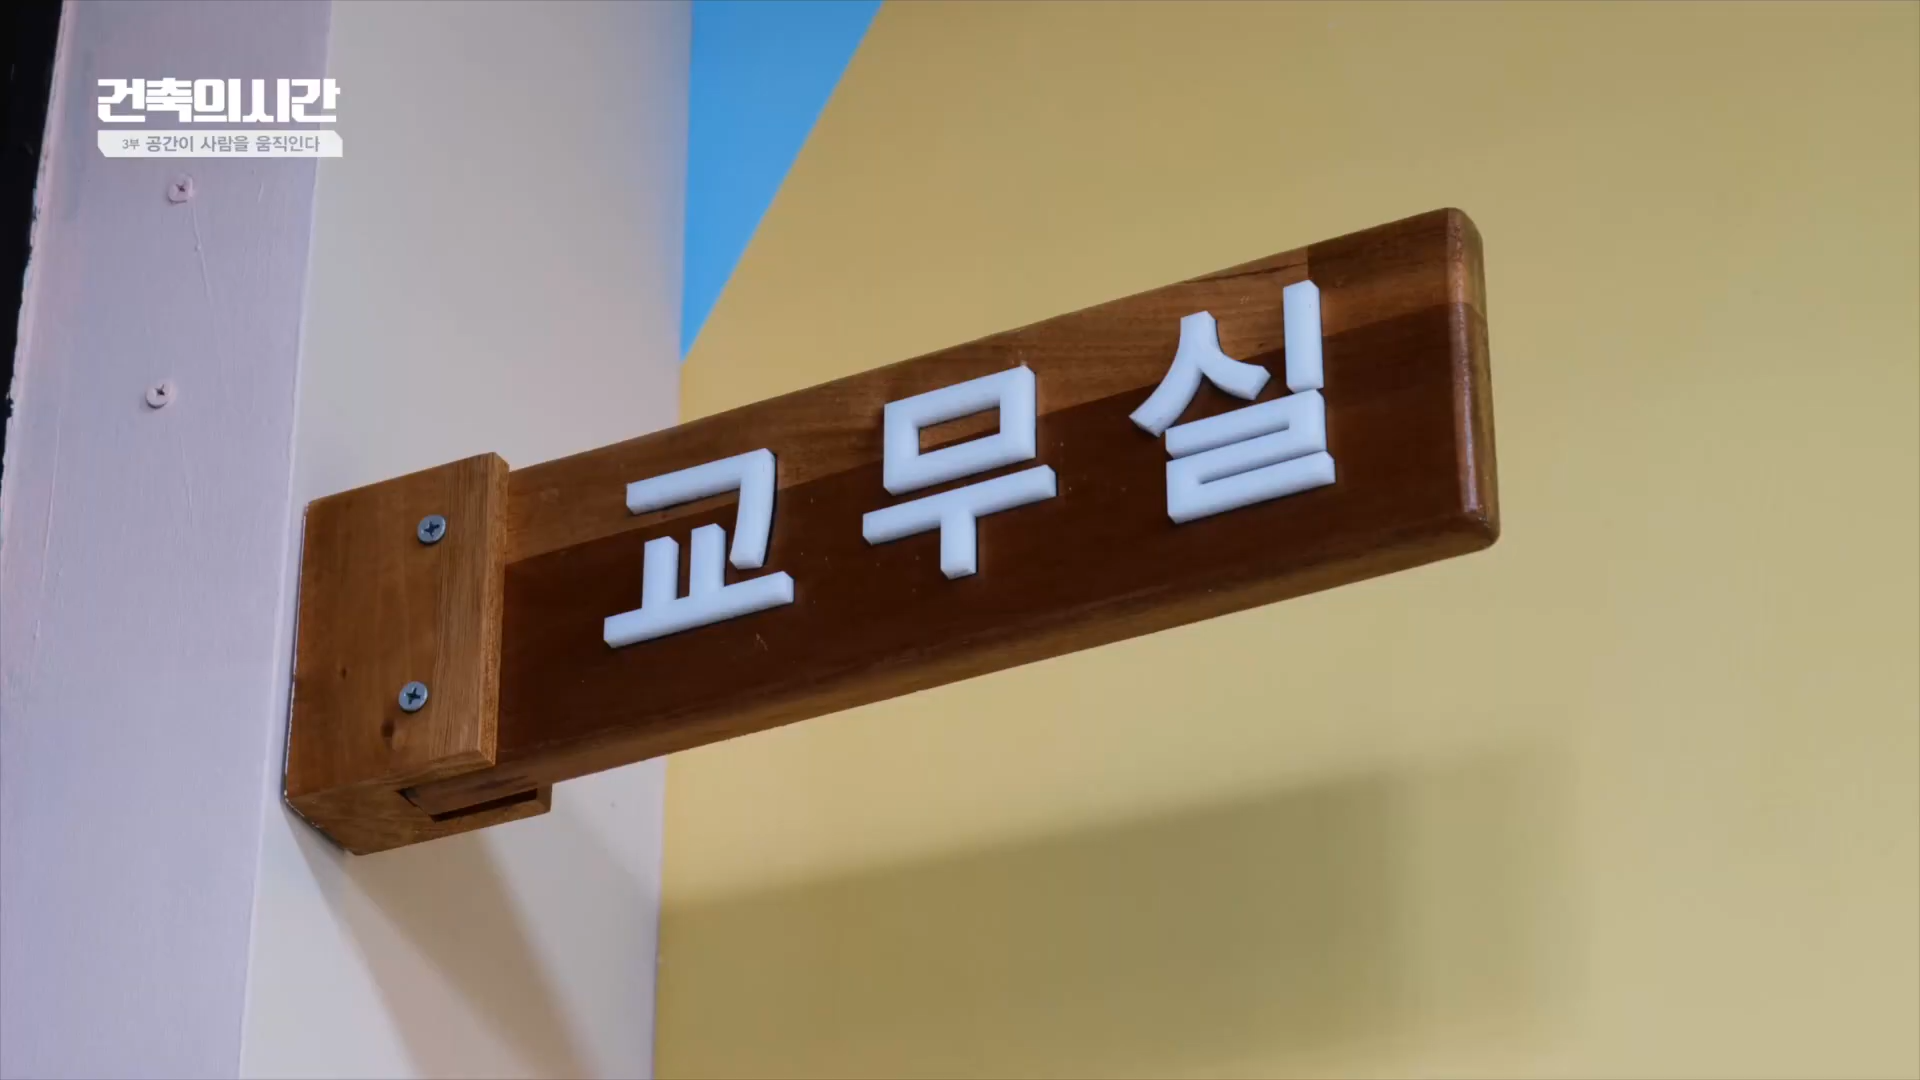 건축의 시간
3부 공간이 사람을 움직인다
교무실